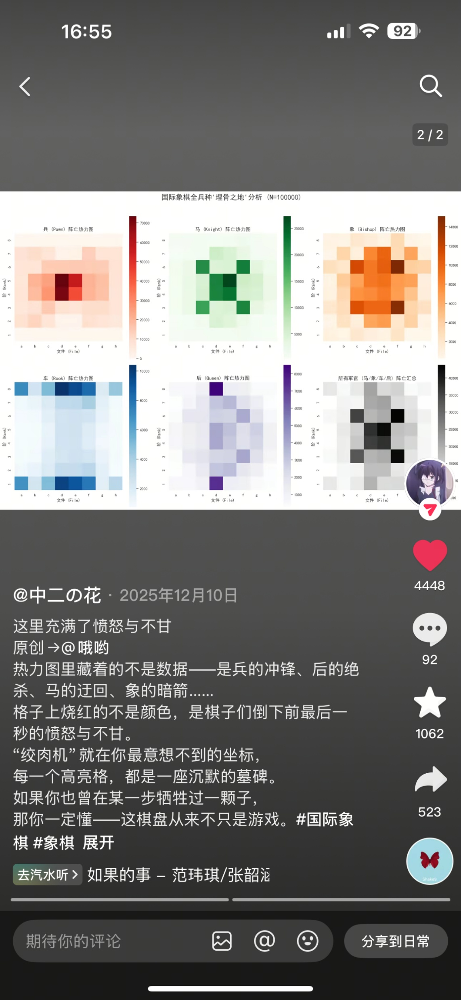 16:55
92
2 / 2
国际象棋全兵种'埋骨之地'分析 (N=100000)
兵 (Pawn) 阵亡热力图
阶 (Rank)
8
7
6
5
4
3
2
1
a b c d e f g h
文件 (File)
70000
60000
50000
40000
30000
20000
10000
0
马 (Knight) 阵亡热力图
阶 (Rank)
8
7
6
5
4
3
2
1
a b c d e f g h
文件 (File)
25000
20000
15000
10000
5000
象 (Bishop) 阵亡热力图
阶 (Rank)
8
7
6
5
4
3
2
1
a b c d e f g h
文件 (File)
14000
12000
10000
8000
6000
4000
2000
车 (Rook) 阵亡热力图
阶 (Rank)
8
7
6
5
4
3
2
1
a b c d e f g h
文件 (File)
10000
8000
6000
4000
2000
后 (Queen) 阵亡热力图
阶 (Rank)
8
7
6
5
4
3
2
1
a b c d e f g h
文件 (File)
8000
7000
6000
5000
4000
3000
2000
1000
所有军官 (马/象/车/后) 阵亡汇总
阶 (Rank)
8
7
6
5
4
3
2
1
a b c d e f
文件 (File)
40000
35000
30000
25000
20000
15000
4448
92
1062
523
@中二の花 · 2025年12月10日
这里充满了愤怒与不甘
原创→@哦哟
热力图里藏着的不是数据——是兵的冲锋、后的绝
杀、马的迂回、象的暗箭……
格子上烧红的不是颜色，是棋子们倒下前最后一
秒的愤怒与不甘。
“绞肉机”就在你最意想不到的坐标，
每一个高亮格，都是一座沉默的墓碑。
如果你也曾在某一步牺牲过一颗子，
那你一定懂——这棋盘从来不只是游戏。#国际象
棋 #象棋 展开
去汽水听 > 如果的事 – 范玮琪/张韶涵
Shake9.
期待你的评论
分享到日常